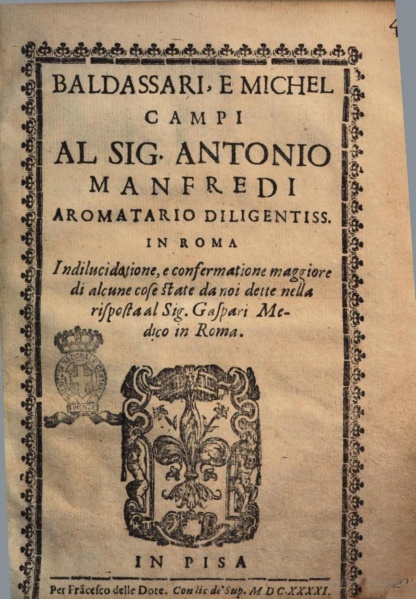 4
BALDASSARI, E MICHEL
CAMPI
AL SIG. ANTONIO
MANFREDI
AROMATARIO DILIGENTISS.
IN ROMA
In dilucidatione, e confermatione maggiore
di alcune cose state da noi dette nella
risposta al Sig. Gaspari Me-
dico in Roma.
IN PISA
Per Frãcesco delle Dote. Con lic de' Sup. M DC.XXXXI.